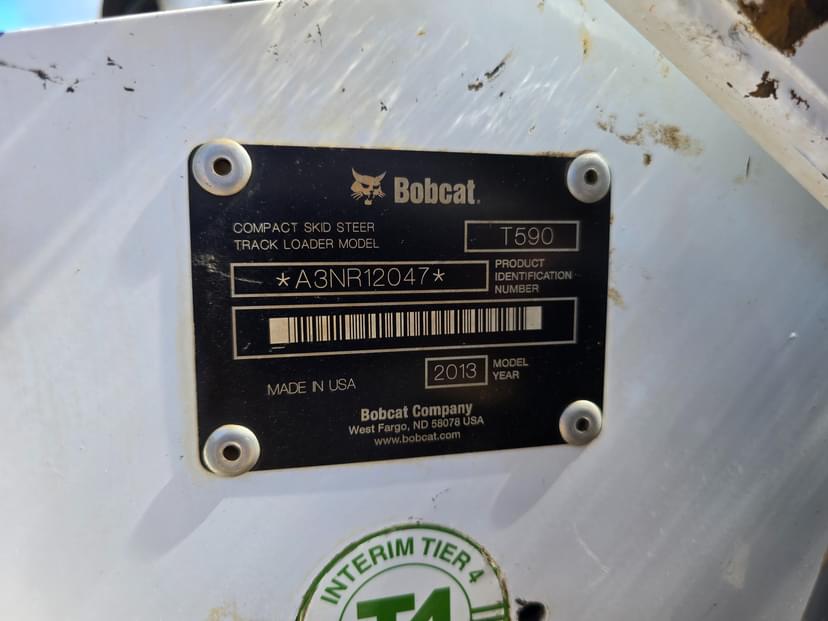 Bobcat.
COMPACT SKID STEER
TRACK LOADER MODEL
T590
*A3NR12047*
PRODUCT
IDENTIFICATION
NUMBER
MADE IN USA
2013
MODEL
YEAR
Bobcat Company
West Fargo, ND 58078 USA
www.bobcat.com
INTERIM TIER 4
T4